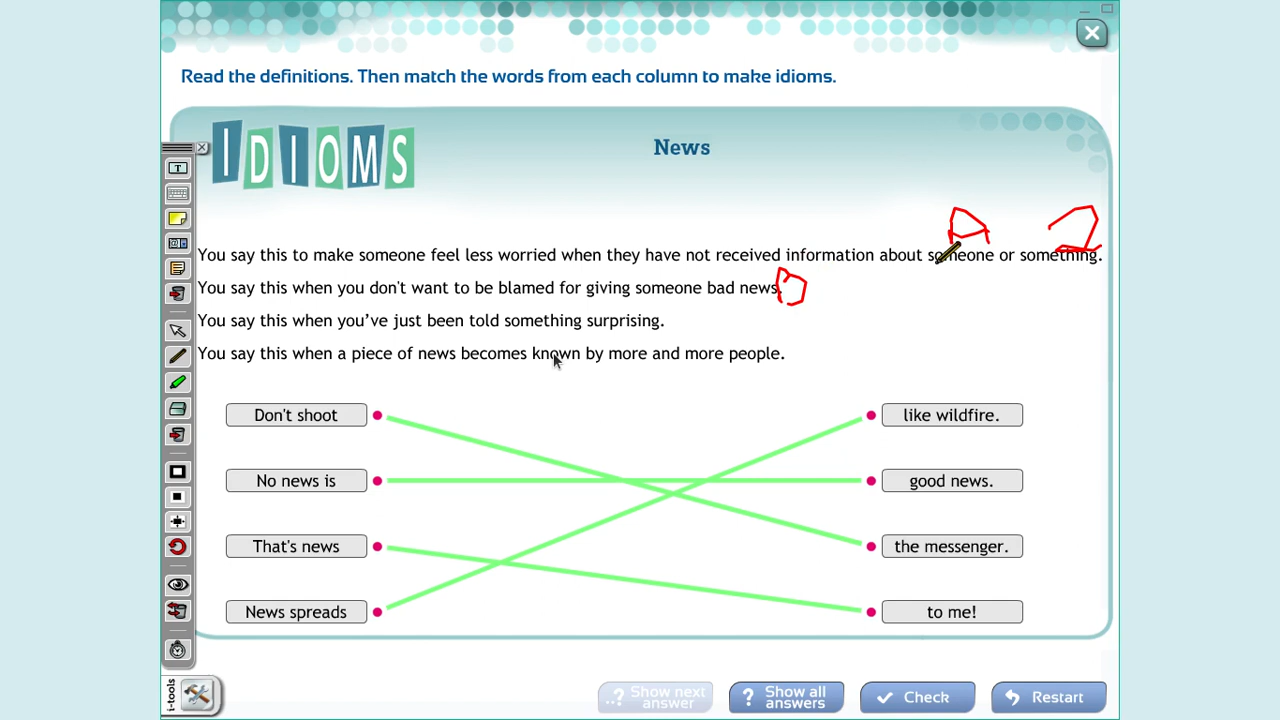 Read the definitions. Then match the words from each column to make idioms.
IDIOMS
News
A 2
You say this to make someone feel less worried when they have not received information about someone or something.
You say this when you don't want to be blamed for giving someone bad news.
You say this when you’ve just been told something surprising.
You say this when a piece of news becomes known by more and more people.
Don't shoot like wildfire.
No news is good news.
That's news the messenger.
News spreads to me!
i-tools
Show next answer
Show all answers
Check
Restart